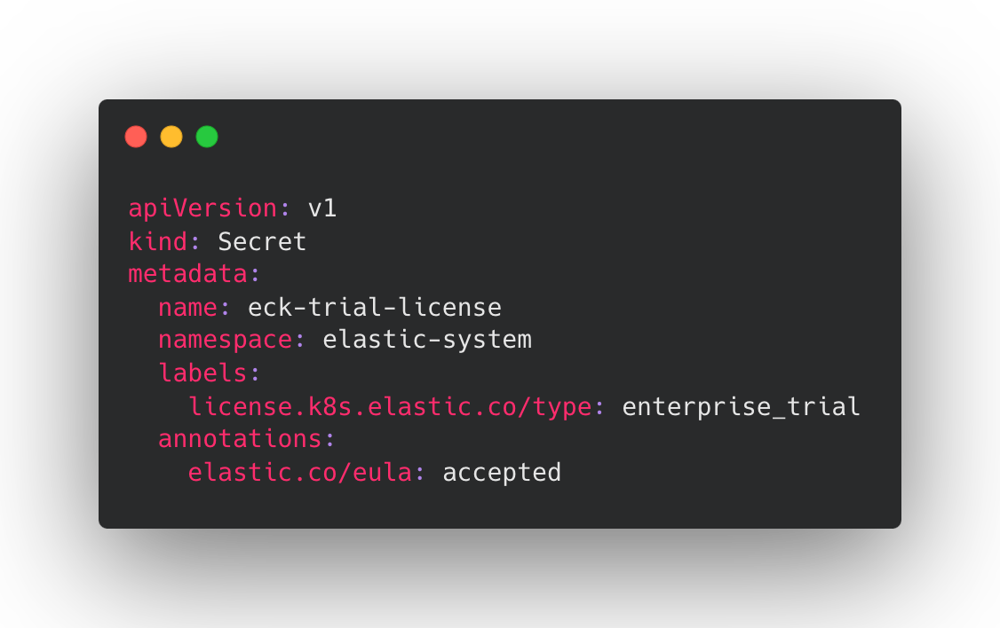 apiVersion: v1
kind: Secret
metadata:
  name: eck-trial-license
  namespace: elastic-system
  labels:
    license.k8s.elastic.co/type: enterprise_trial
  annotations:
    elastic.co/eula: accepted